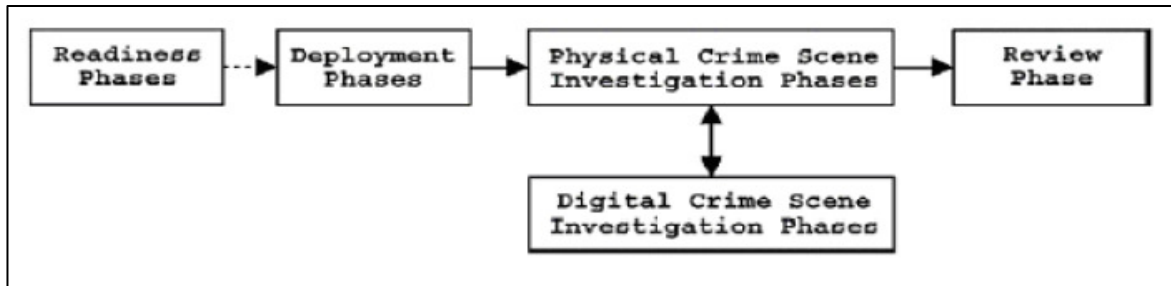 Readiness
Phases
Deployment
Phases
Physical Crime Scene
Investigation Phases
Review
Phase
Digital Crime Scene
Investigation Phases